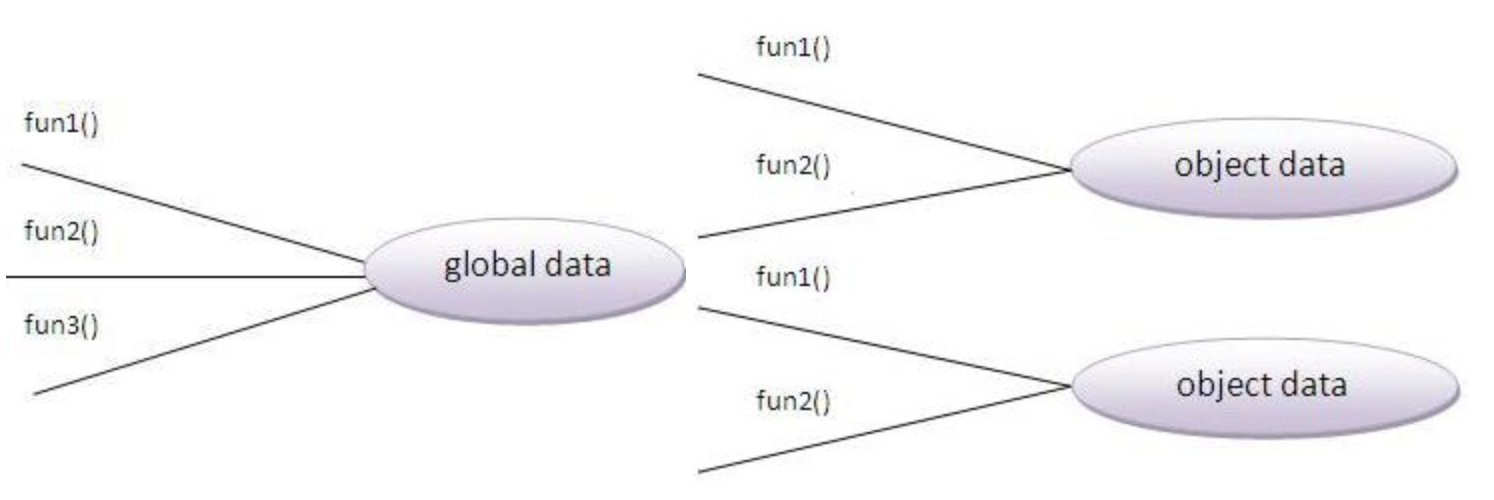 fun1()
fun2()
fun3()
global data
fun1()
fun2()
object data
fun1()
fun2()
object data